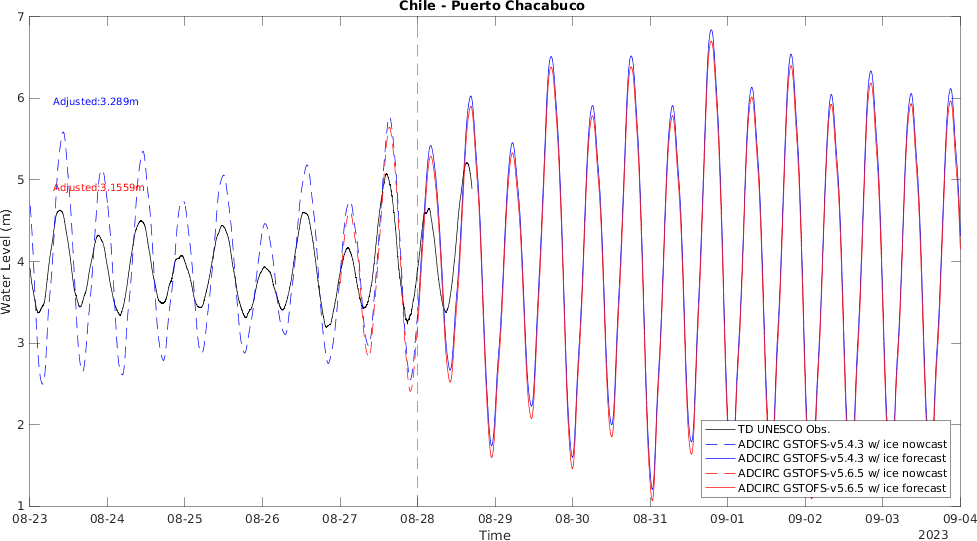 Chile - Puerto Chacabuco
7
6
5
4
3
2
1
Water Level (m)
Adjusted:3.289m
Adjusted:3.1559m
TD UNESCO Obs.
ADCIRC GSTOFS-v5.4.3 w/ ice nowcast
ADCIRC GSTOFS-v5.4.3 w/ ice forecast
ADCIRC GSTOFS-v5.6.5 w/ ice nowcast
ADCIRC GSTOFS-v5.6.5 w/ ice forecast
08-23 08-24 08-25 08-26 08-27 08-28 08-29 08-30 08-31 09-01 09-02 09-03 09-04
Time
2023